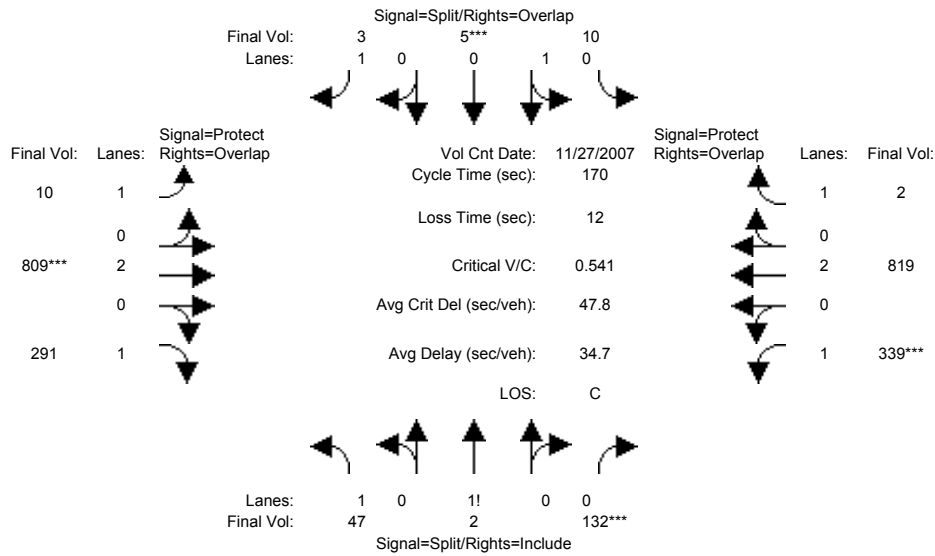 Signal=Split/Rights=Overlap
Final Vol: 3 5*** 10
Lanes: 1 0 0 1 0
Signal=Protect Signal=Protect
Final Vol: Lanes: Rights=Overlap Vol Cnt Date: 11/27/2007 Rights=Overlap Lanes: Final Vol:
Cycle Time (sec): 170
10 1 1 2
Loss Time (sec): 12
0 0
809*** 2 Critical V/C: 0.541 2 819
0 Avg Crit Del (sec/veh): 47.8 0
291 1 Avg Delay (sec/veh): 34.7 1 339***
LOS: C
Lanes: 1 0 1! 0 0
Final Vol: 47 2 132***
Signal=Split/Rights=Include